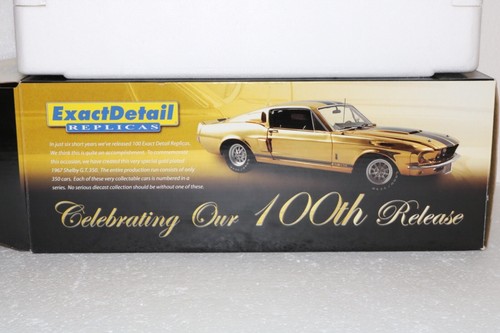 ExactDetail
REPLICAS
In just six short years we've released 100 Exact Detail Replicas.
We think this is quite an accomplishment. To commemorate
this occasion, we have created this very special gold plated
1967 Shelby G.T. 350. The entire production run consists of only
350 cars. Each of these very collectable cars is numbered in a
series. No serious diecast collection should be without one of these.
Celebrating Our 100th Release